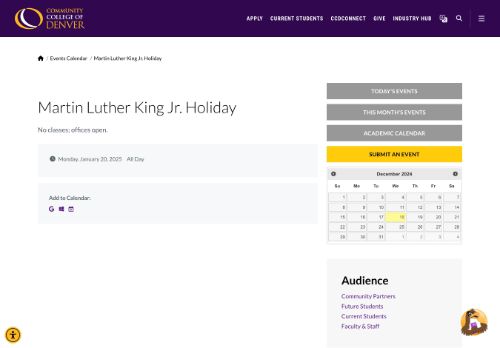 COMMUNITY
COLLEGE OF
DENVER
APPLY CURRENT STUDENTS CCDCONNECT GIVE INDUSTRY HUB
/ Events Calendar / Martin Luther King Jr. Holiday
Martin Luther King Jr. Holiday
No classes; offices open.
Monday, January 20, 2025 All Day
Add to Calendar:
TODAY'S EVENTS
THIS MONTH'S EVENTS
ACADEMIC CALENDAR
SUBMIT AN EVENT
December 2024
Su Mo Tu We Th Fr Sa
1 2 3 4 5 6 7
8 9 10 11 12 13 14
15 16 17 18 19 20 21
22 23 24 25 26 27 28
29 30 31 1 2 3 4
Audience
Community Partners
Future Students
Current Students
Faculty & Staff